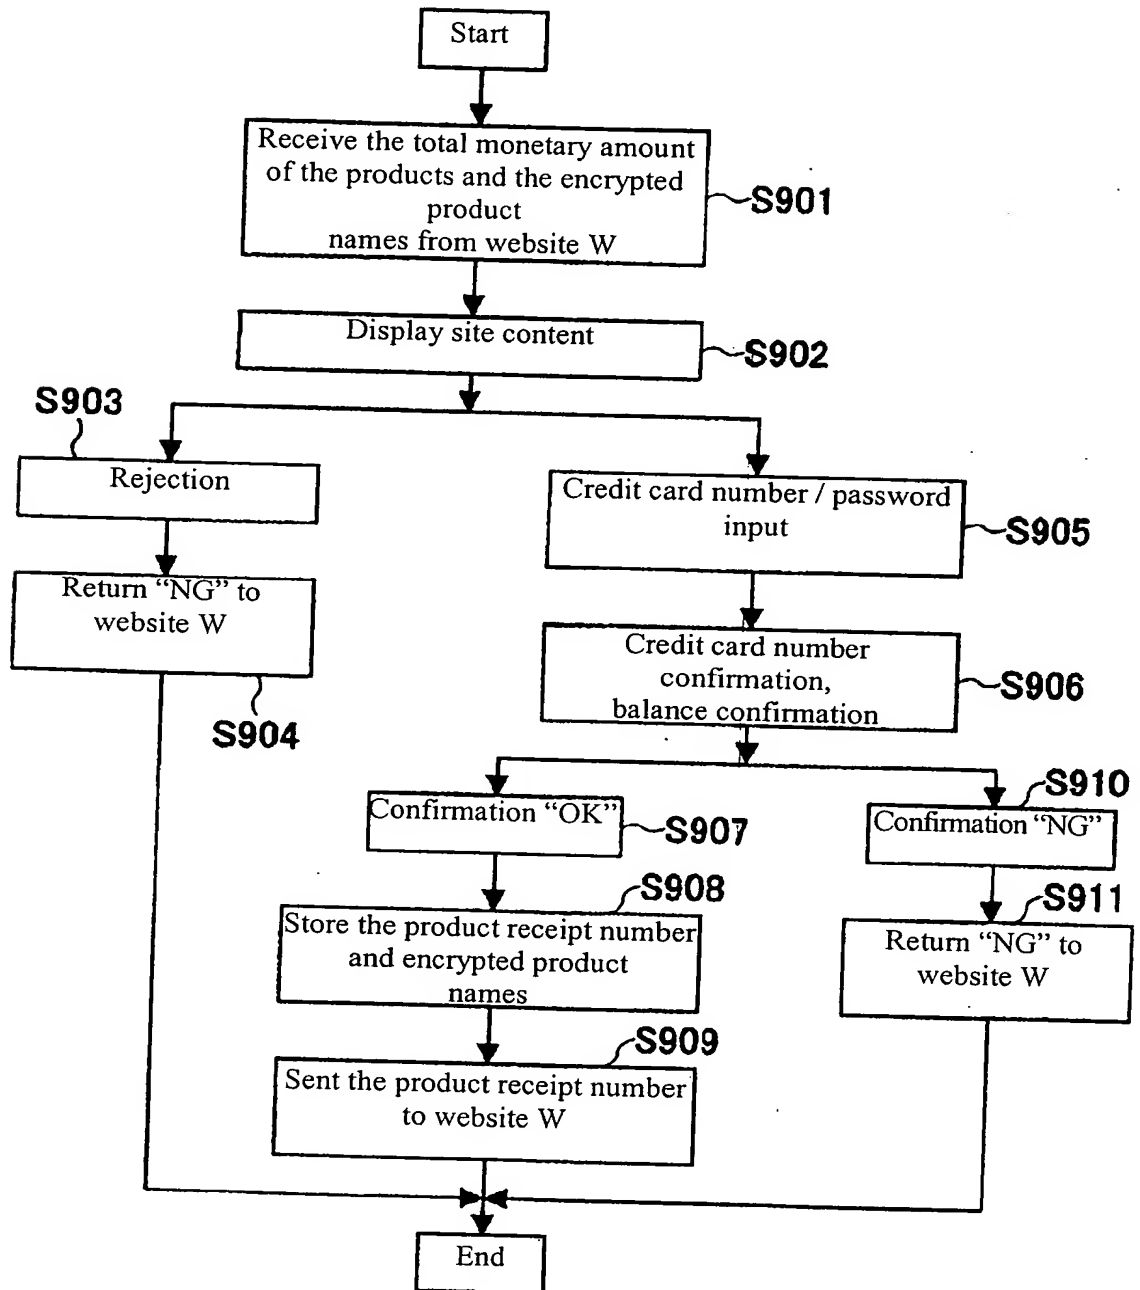 Start
Receive the total monetary amount
of the products and the encrypted
product
names from website W
S901
Display site content
S902
S903
Rejection
Return “NG” to
website W
S904
Credit card number / password
input
S905
Credit card number
confirmation,
balance confirmation
S906
Confirmation “OK”
S907
S908
Store the product receipt number
and encrypted product
names
S909
Sent the product receipt number
to website W
S910
Confirmation “NG”
S911
Return “NG” to
website W
End